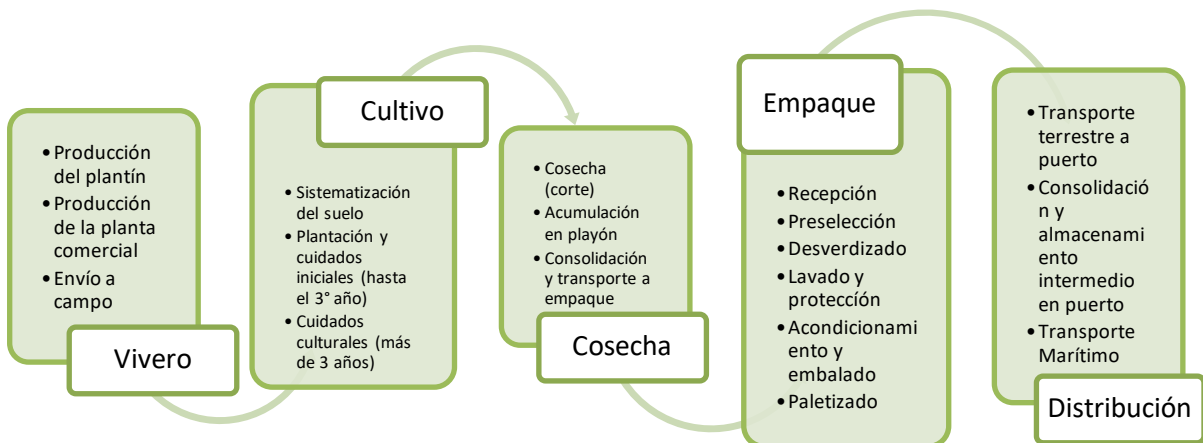 • Producción
del plantín
• Producción
de la planta
comercial
• Envío a
campo
Vivero
Cultivo
• Sistematización
del suelo
• Plantación y
cuidados
iniciales (hasta
el 3° año)
• Cuidados
culturales (más
de 3 años)
• Cosecha
(corte)
• Acumulación
en playón
• Consolidación
y transporte a
empaque
Cosecha
Empaque
• Recepción
• Preselección
• Desverdizado
• Lavado y
protección
• Acondicionami
ento y
embalado
• Paletizado
• Transporte
terrestre a
puerto
• Consolidació
n y
almacenami
ento
intermedio
en puerto
• Transporte
Marítimo
Distribución